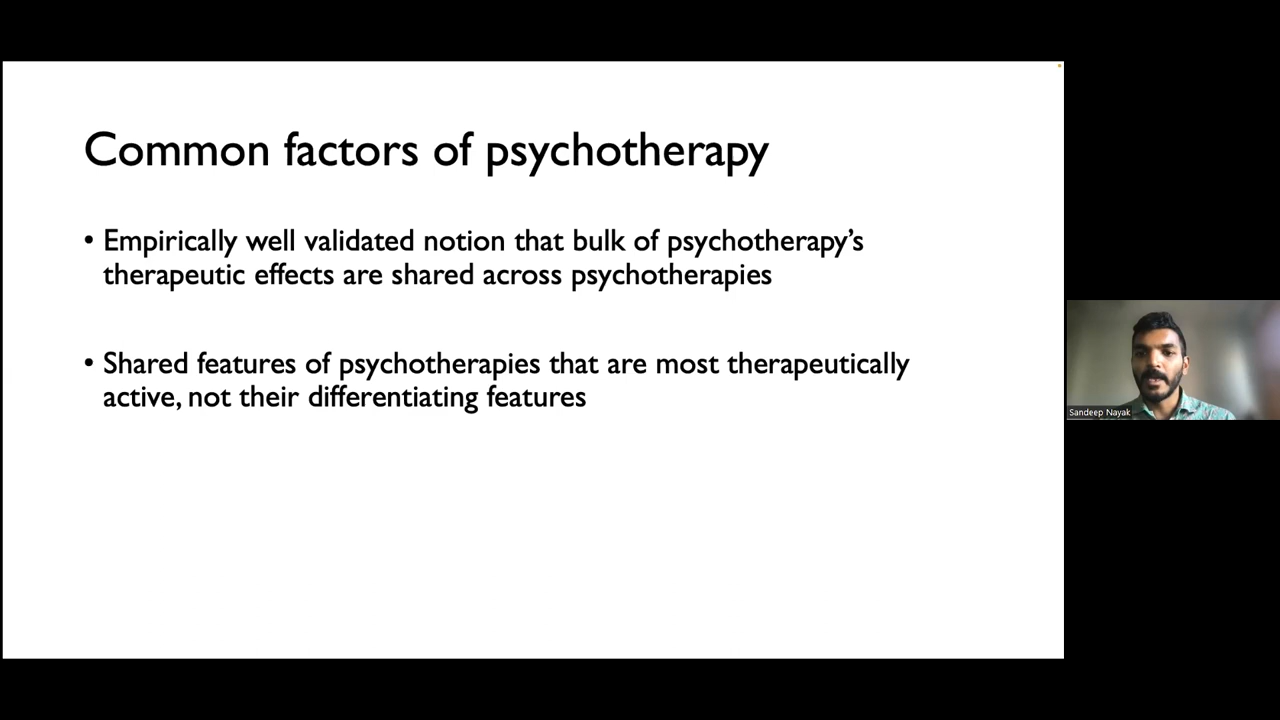 Common factors of psychotherapy
• Empirically well validated notion that bulk of psychotherapy’s
therapeutic effects are shared across psychotherapies
• Shared features of psychotherapies that are most therapeutically
active, not their differentiating features
Sandeep Nayak